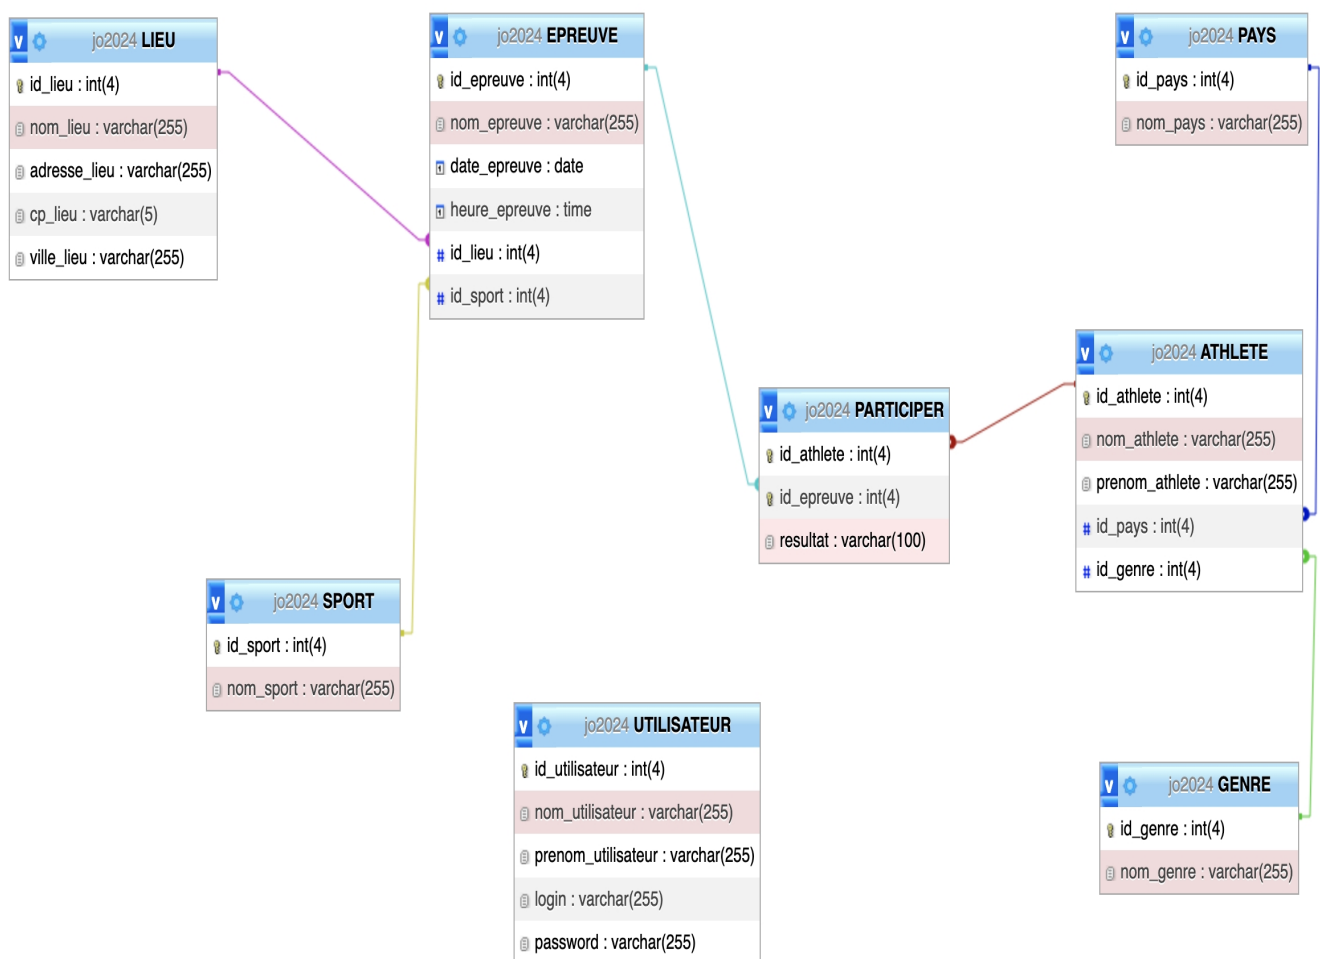 jo2024 LIEU
id_lieu : int(4)
nom_lieu : varchar(255)
adresse_lieu : varchar(255)
cp_lieu : varchar(5)
ville_lieu : varchar(255)
jo2024 EPREUVE
id_epreuve : int(4)
nom_epreuve : varchar(255)
date_epreuve : date
heure_epreuve : time
# id_lieu : int(4)
# id_sport : int(4)
jo2024 PAYS
id_pays : int(4)
nom_pays : varchar(255)
jo2024 PARTICIPER
id_athlete : int(4)
id_epreuve : int(4)
resultat : varchar(100)
jo2024 ATHLETE
id_athlete : int(4)
nom_athlete : varchar(255)
prenom_athlete : varchar(255)
# id_pays : int(4)
# id_genre : int(4)
jo2024 SPORT
id_sport : int(4)
nom_sport : varchar(255)
jo2024 UTILISATEUR
id_utilisateur : int(4)
nom_utilisateur : varchar(255)
prenom_utilisateur : varchar(255)
login : varchar(255)
password : varchar(255)
jo2024 GENRE
id_genre : int(4)
nom_genre : varchar(255)